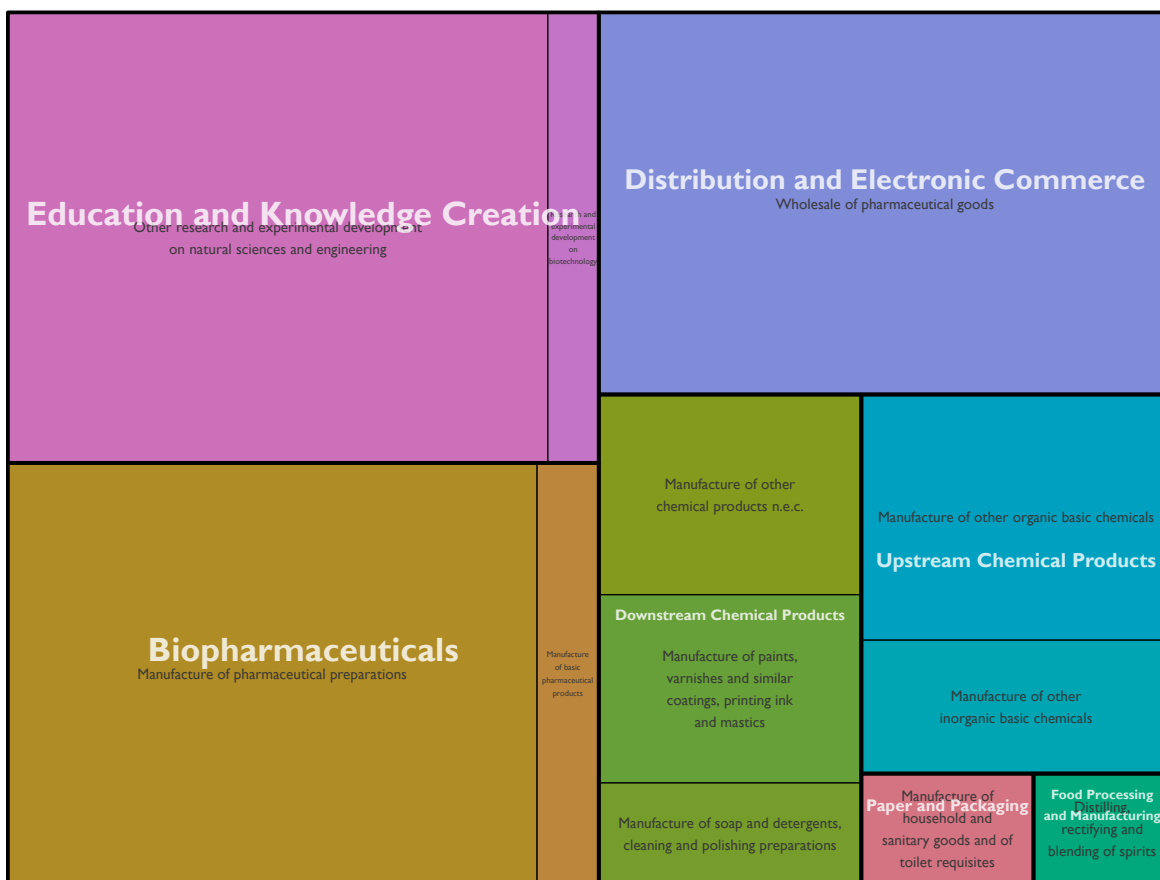 Education and Knowledge Creation
Other research and experimental development
on natural sciences and engineering
Research and
experimental
development
on
biotechnology
Distribution and Electronic Commerce
Wholesale of pharmaceutical goods
Biopharmaceuticals
Manufacture of pharmaceutical preparations
Manufacture
of basic
pharmaceutical
products
Manufacture of other
chemical products n.e.c.
Downstream Chemical Products
Manufacture of paints,
varnishes and similar
coatings, printing ink
and mastics
Manufacture of soap and detergents,
cleaning and polishing preparations
Manufacture of other organic basic chemicals
Upstream Chemical Products
Manufacture of other
inorganic basic chemicals
Paper and Packaging
Manufacture of
household and
sanitary goods and of
toilet requisites
Food Processing
and Manufacturing
Distilling,
rectifying and
blending of spirits